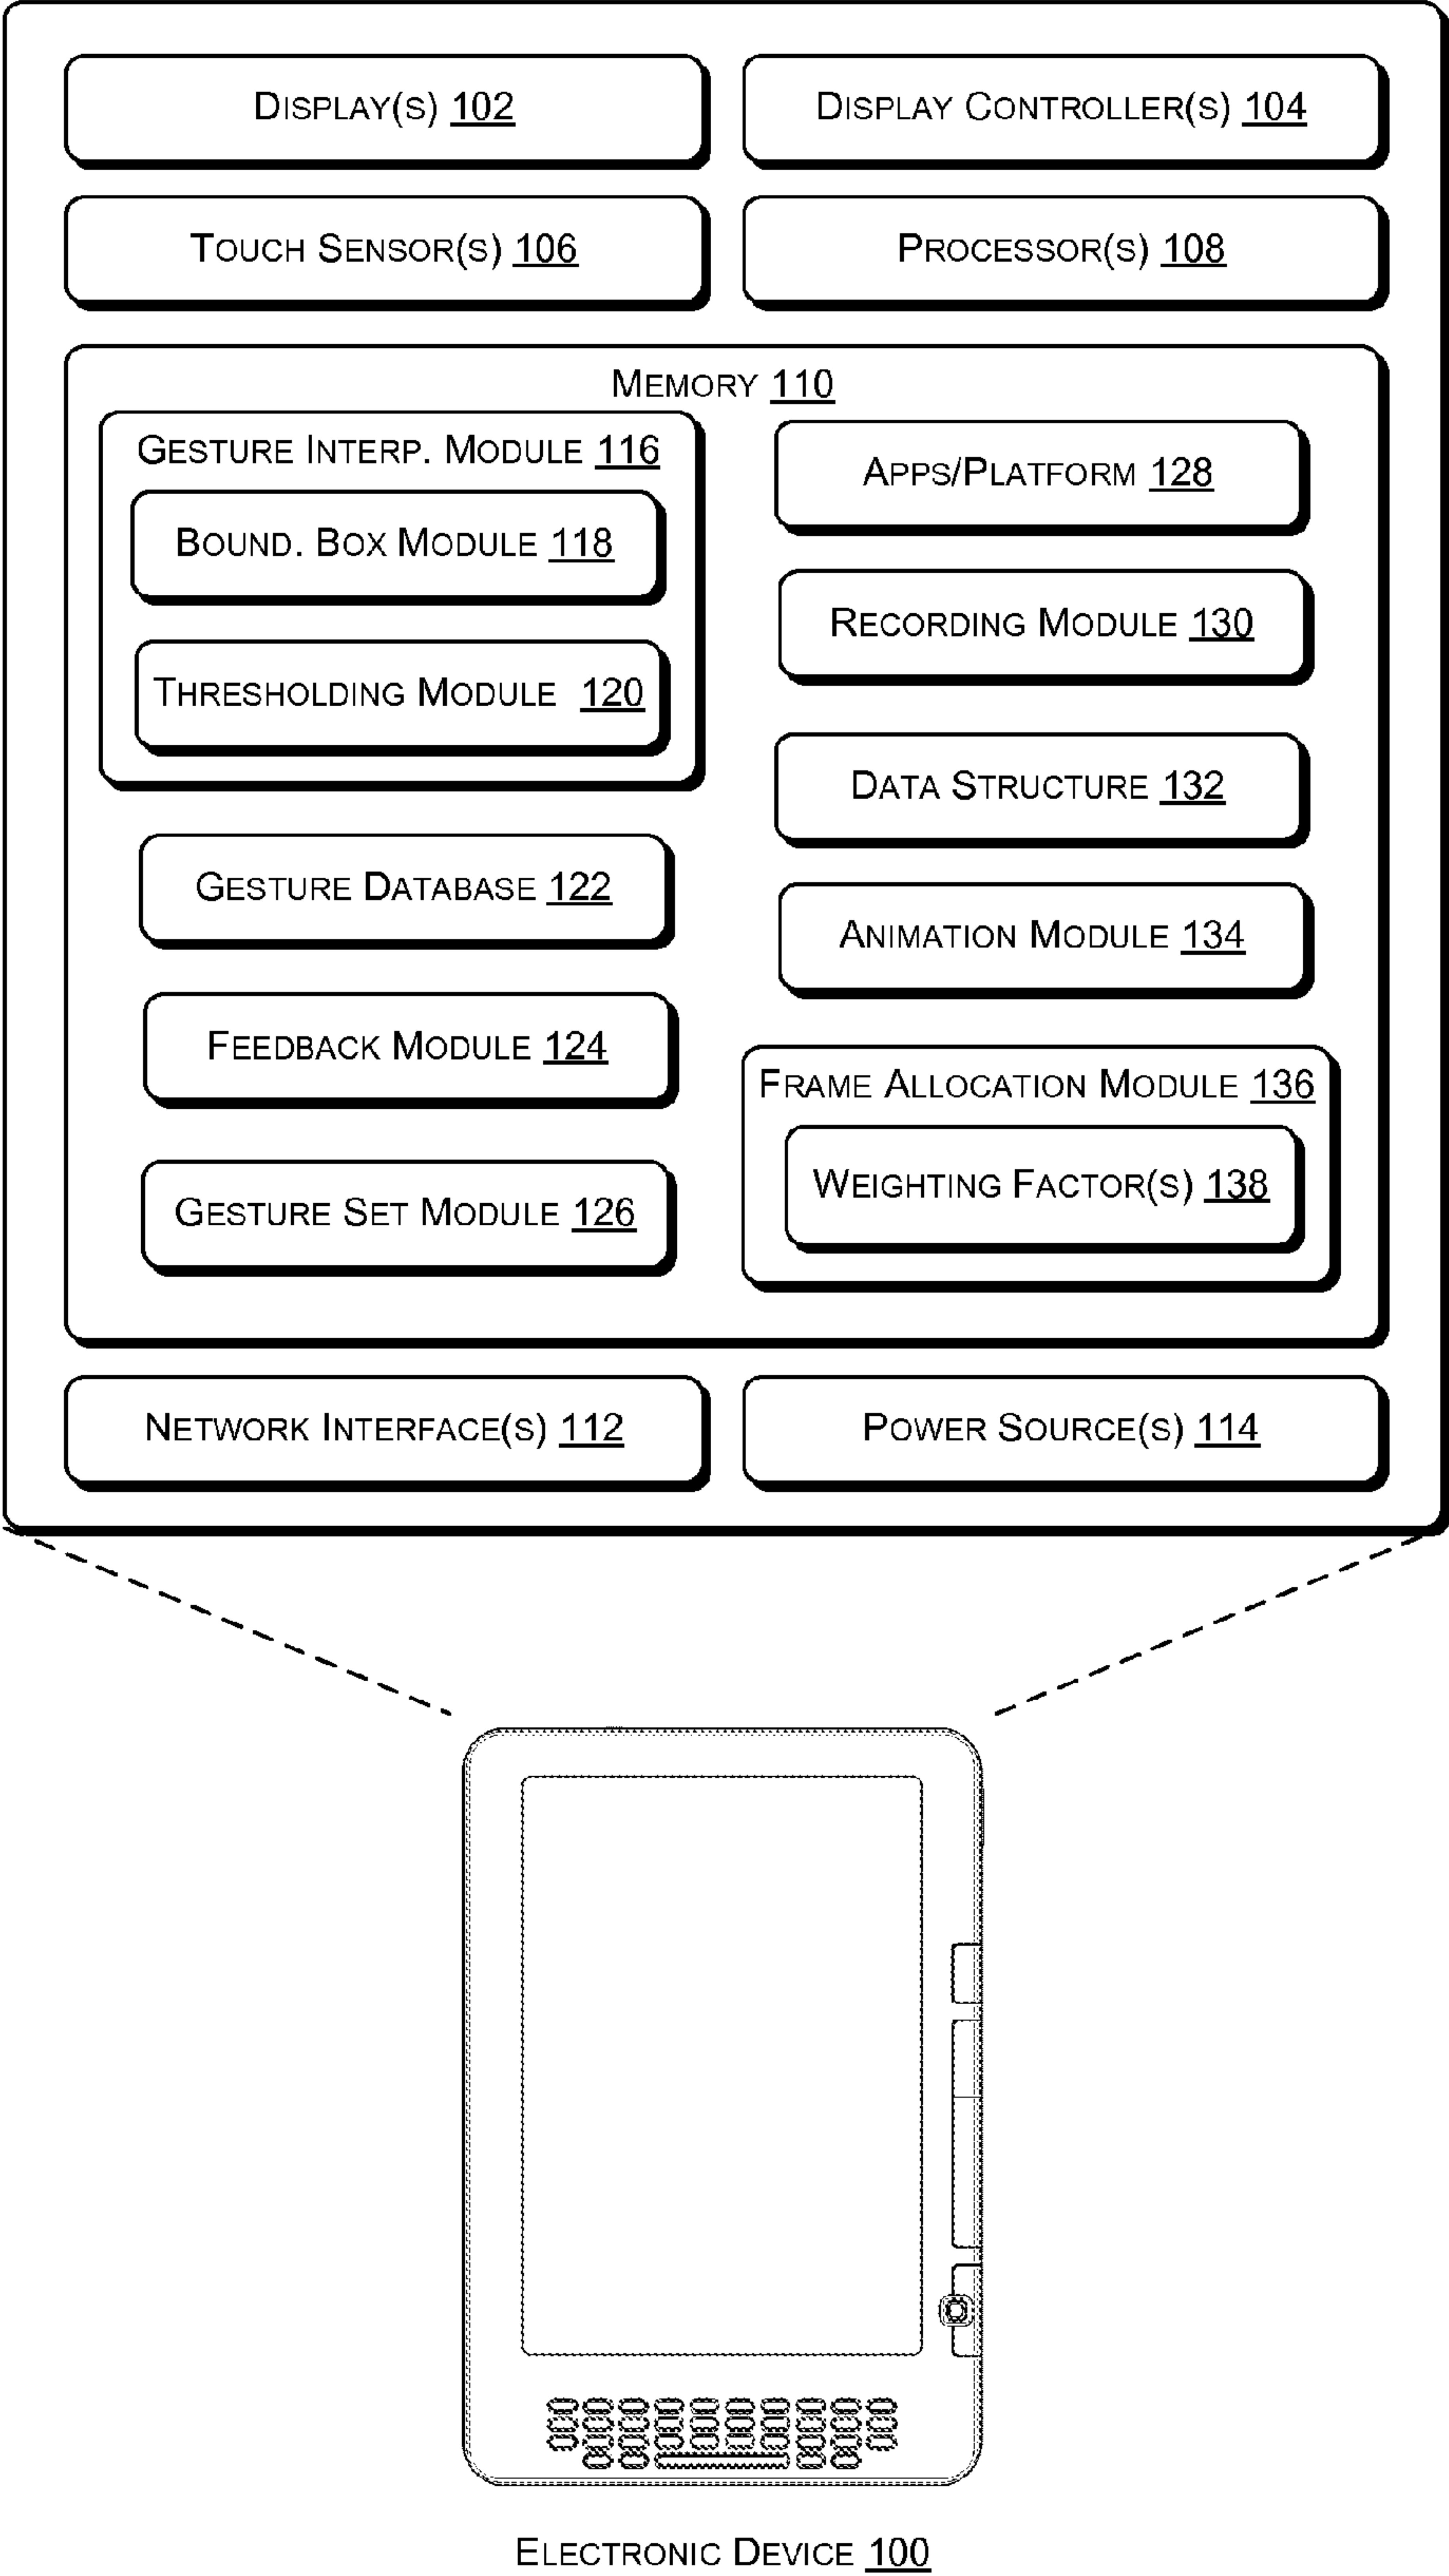 DISPLAY(S) 102
DISPLAY CONTROLLER(S) 104
TOUCH SENSOR(S) 106
PROCESSOR(S) 108
MEMORY 110
GESTURE INTERP. MODULE 116
BOUND. BOX MODULE 118
THRESHOLDING MODULE 120
GESTURE DATABASE 122
FEEDBACK MODULE 124
GESTURE SET MODULE 126
APPS/PLATFORM 128
RECORDING MODULE 130
DATA STRUCTURE 132
ANIMATION MODULE 134
FRAME ALLOCATION MODULE 136
WEIGHTING FACTOR(S) 138
NETWORK INTERFACE(S) 112
POWER SOURCE(S) 114
ELECTRONIC DEVICE 100